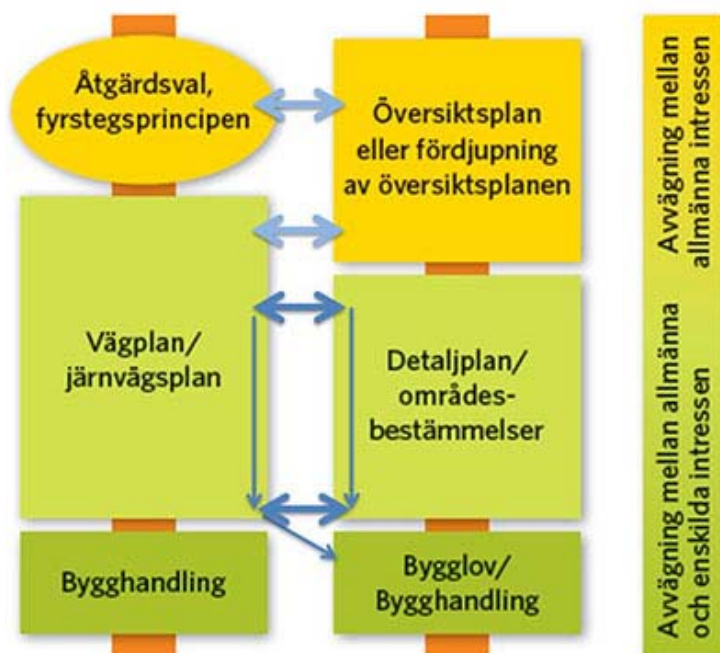 Åtgärdsval,
fyrstegsprincipen
Översiktsplan
eller fördjupning
av översiktsplanen
Vägplan/
järnvägsplan
Detaljplan/
områdes-
bestämmelser
Bygghandling
Bygglov/
Bygghandling
Avvägning mellan
allmänna intressen
Avvägning mellan allmänna
och enskilda intressen